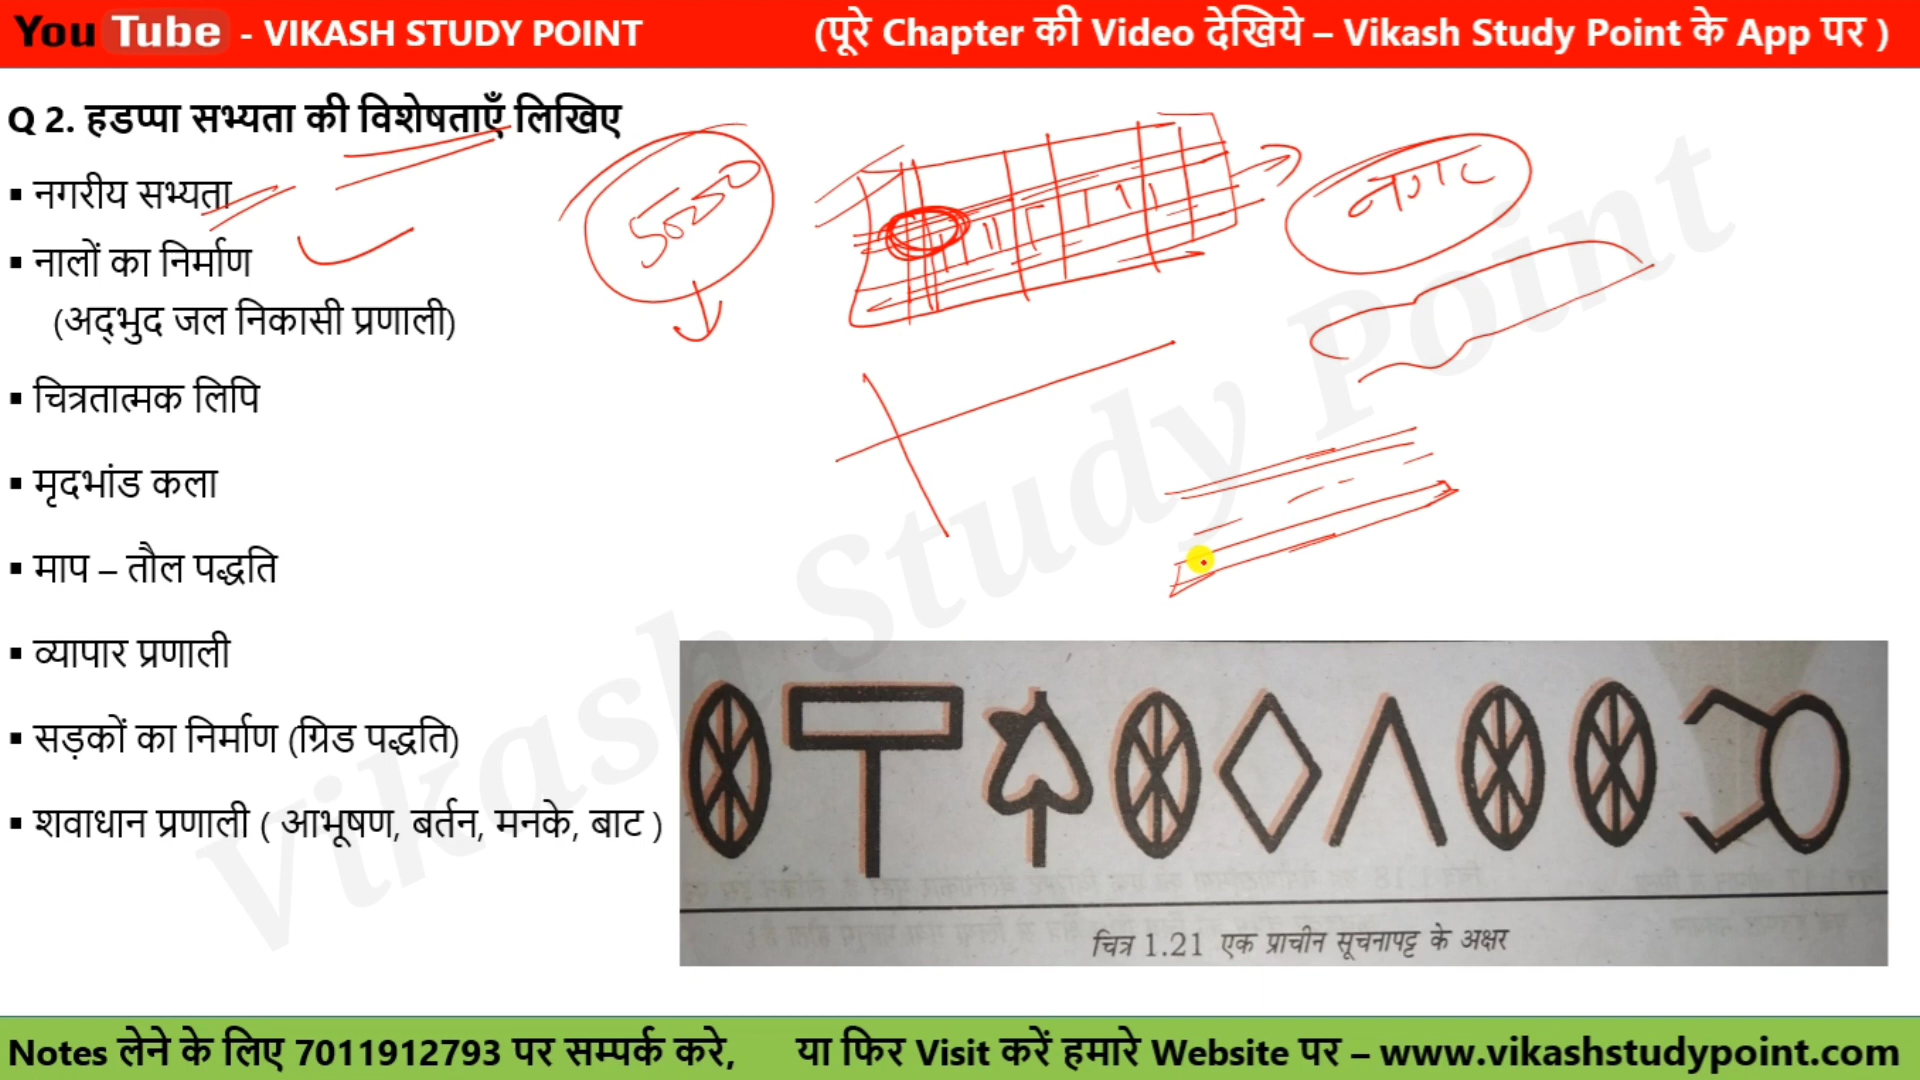 YouTube - VIKASH STUDY POINT (पूरे Chapter की Video देखिये – Vikash Study Point के App पर )
Q 2. हडप्पा सभ्यता की विशेषताएँ लिखिए
▪ नगरीय सभ्यता
▪ नालों का निर्माण
(अद्भुद जल निकासी प्रणाली)
▪ चित्रतात्मक लिपि
▪ मृदभांड कला
▪ माप – तौल पद्धति
▪ व्यापार प्रणाली
▪ सड़कों का निर्माण (ग्रिड पद्धति)
▪ शवाधान प्रणाली ( आभूषण, बर्तन, मनके, बाट )
नगर
Vikash Study Point
चित्र 1.21 एक प्राचीन सूचनापट्ट के अक्षर
Notes लेने के लिए 7011912793 पर सम्पर्क करे, या फिर Visit करें हमारे Website पर – www.vikashstudypoint.com